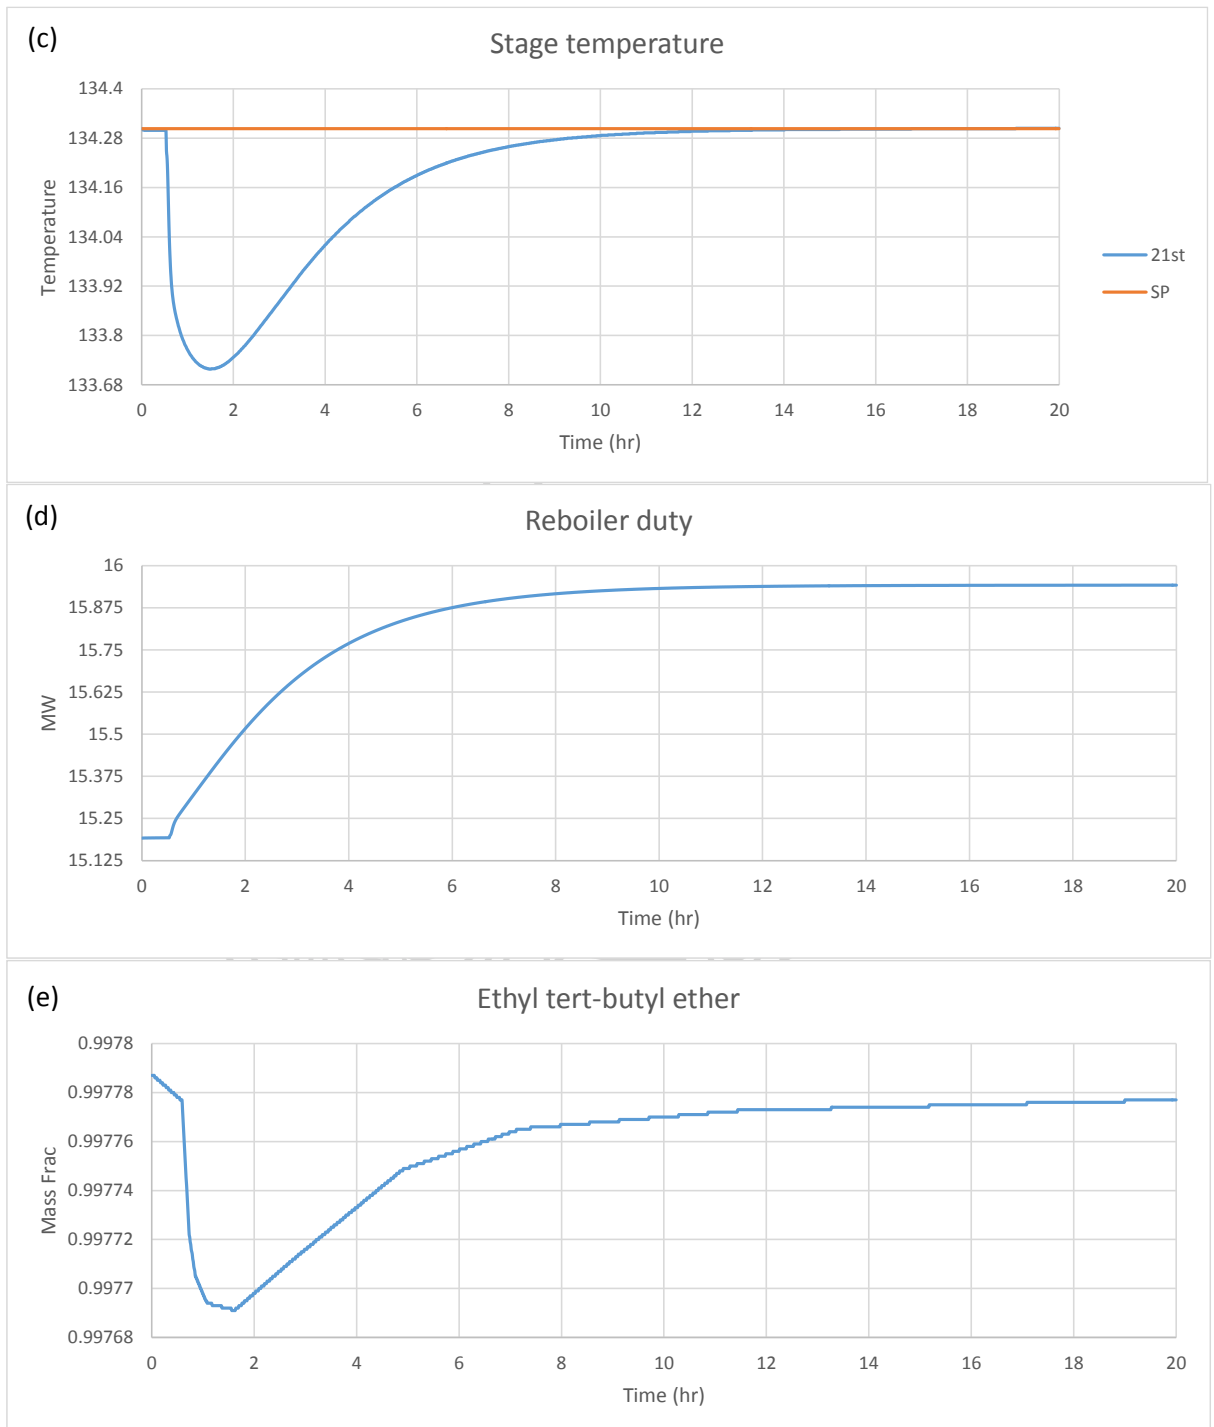 (c)
Stage temperature
134.4
134.28
134.16
134.04
133.92
133.8
133.68
Temperature
0 2 4 6 8 10 12 14 16 18 20
Time (hr)
21st
SP
(d)
Reboiler duty
16
15.875
15.75
15.625
15.5
15.375
15.25
15.125
MW
0 2 4 6 8 10 12 14 16 18 20
Time (hr)
(e)
Ethyl tert-butyl ether
0.9978
0.99778
0.99776
0.99774
0.99772
0.9977
0.99768
Mass Frac
0 2 4 6 8 10 12 14 16 18 20
Time (hr)